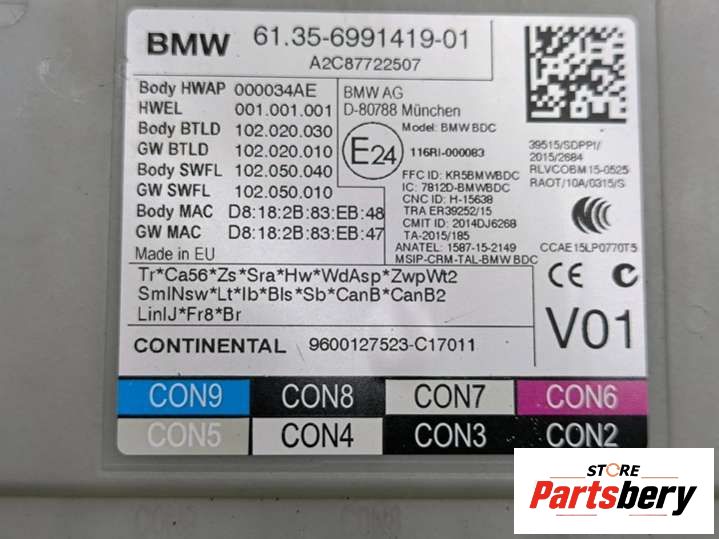 BMW 61.35-6991419-01
A2C87722507
Body HWAP 000034AE
HWEL 001.001.001
Body BTLD 102.020.030
GW BTLD 102.020.010
Body SWFL 102.050.040
GW SWFL 102.050.010
Body MAC D8:18:2B:83:EB:48
GW MAC D8:18:2B:83:EB:47
Made in EU
BMW AG
D-80788 München
Model: BMW BDC
E24
116RI-000083
FFC ID: KR5BMWBDC
IC: 7812D-BMWBDC
CNC ID: H-15638
TRA ER39252/15
CMIT ID: 2014DJ6268
TA-2015/185
ANATEL: 1587-15-2149
MSIP-CRM-TAL-BMW BDC
39515/SDPPI/
2015/2684
RLVCOBM15-0525
RAOT/10A/0315/S
CCAE15LP0770T5
CE
Tr*Ca56*Zs*Sra*Hw*WdAsp*ZwpWt2
SmlNsw*Lt*Ib*Bls*Sb*CanB*CanB2
LinIJ*Fr8*Br
CONTINENTAL 9600127523-C17011
V01
CON9 CON8 CON7 CON6
CON5 CON4 CON3 CON2
STORE
Partsbery